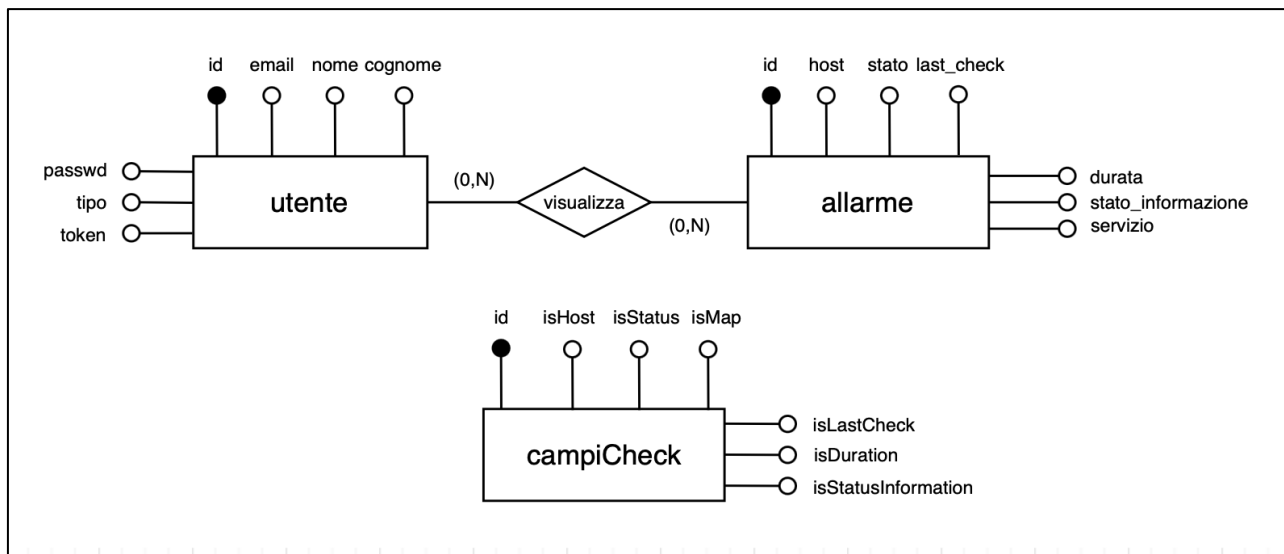 id email nome cognome
id host stato last_check
passwd
tipo
token
utente
(0,N)
visualizza
(0,N)
allarme
durata
stato_informazione
servizio
id isHost isStatus isMap
campiCheck
isLastCheck
isDuration
isStatusInformation